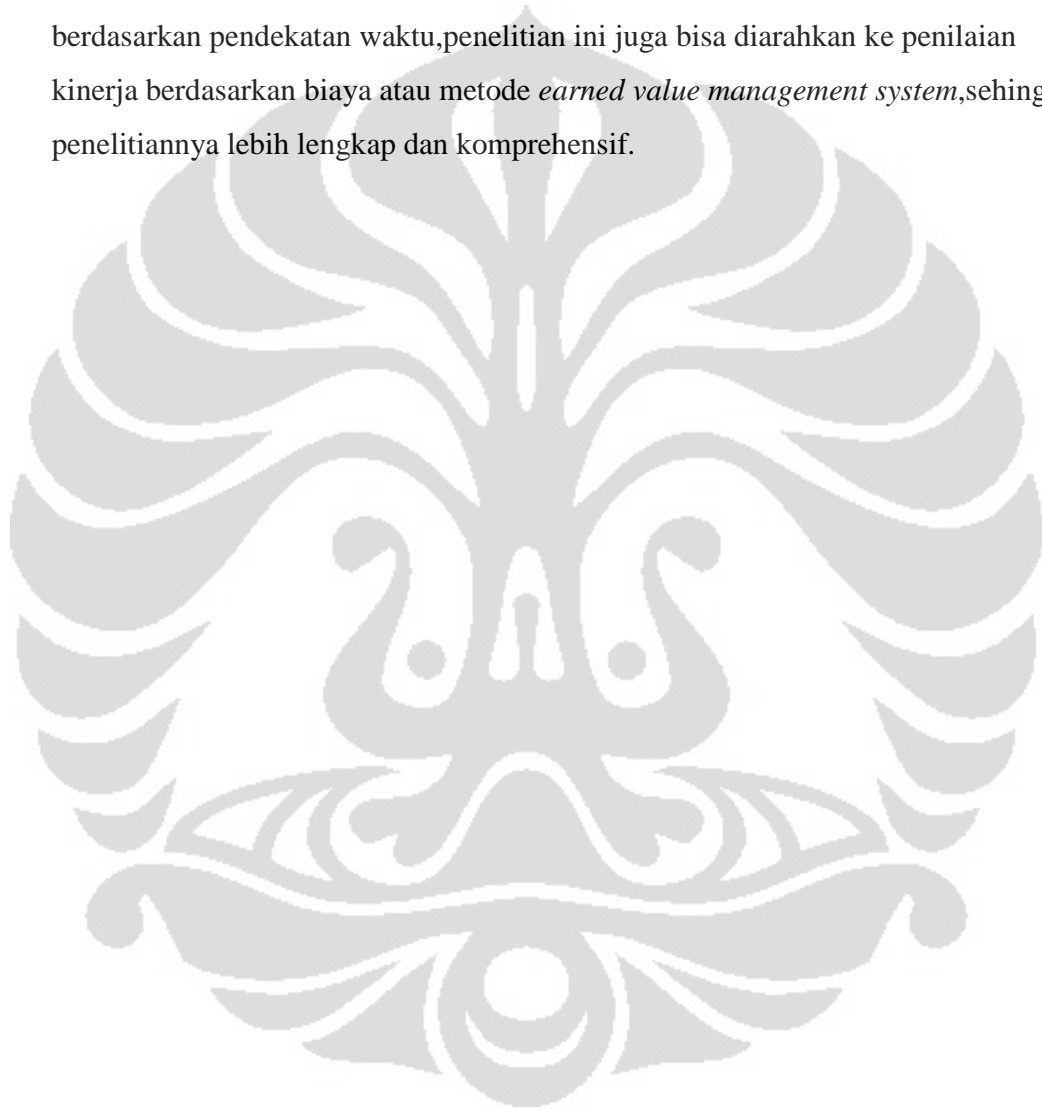 berdasarkan pendekatan waktu,penelitian ini juga bisa diarahkan ke penilaian
kinerja berdasarkan biaya atau metode earned value management system,sehing
penelitiannya lebih lengkap dan komprehensif.